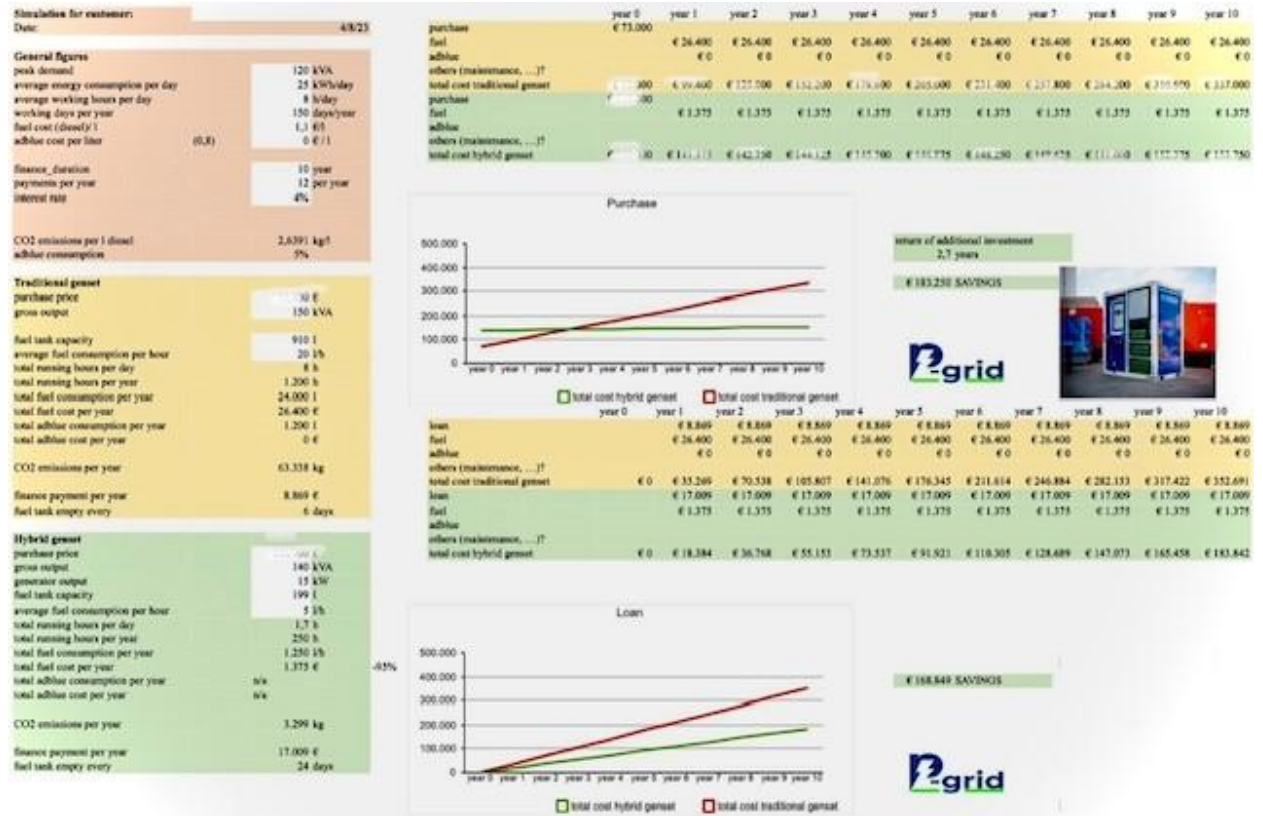 Simulation for customer:
Date: 4/8/23
General figures
peak demand 120 kVA
average energy consumption per day 25 kWh/day
average working hours per day 8 h/day
working days per year 150 days/year
fuel cost (diesel)/ l 1,1 €/l
adblue cost per liter (0,8) 0 € / l
finance_duration 10 year
payments per year 12 per year
interest rate 4%
CO2 emissions per l diesel 2,6391 kg/l
adblue consumption 5%
Traditional genset
purchase price €
gross output 150 kVA
fuel tank capacity 910 l
average fuel consumption per hour 20 l/h
total running hours per day 8 h
total running hours per year 1.200 h
total fuel consumption per year 24.000 l
total fuel cost per year 26.400 €
total adblue consumption per year 1.200 l
total adblue cost per year 0 €
CO2 emissions per year 63.338 kg
finance payment per year 8.869 €
fuel tank empty every 6 days
Hybrid genset
purchase price
gross output 140 kVA
generator output 15 kW
fuel tank capacity 199 l
average fuel consumption per hour 5 l/h
total running hours per day 1,7 h
total running hours per year 250 h
total fuel consumption per year 1.250 l/h
total fuel cost per year 1.375 € -95%
total adblue consumption per year n/a
total adblue cost per year n/a
CO2 emissions per year 3.299 kg
finance payment per year 17.009 €
fuel tank empty every 24 days
year 0 year 1 year 2 year 3 year 4 year 5 year 6 year 7 year 8 year 9 year 10
purchase € 73.000
fuel € 26.400 € 26.400 € 26.400 € 26.400 € 26.400 € 26.400 € 26.400 € 26.400 € 26.400 € 26.400
adblue € 0 € 0 € 0 € 0 € 0 € 0 € 0 € 0 € 0 € 0
others (maintenance, …)?
total cost traditional genset € 99.400 € 337.000
purchase
fuel € 1.375 € 1.375 € 1.375 € 1.375 € 1.375 € 1.375 € 1.375 € 1.375 € 1.375 € 1.375
adblue
others (maintenance, …)?
total cost hybrid genset
Purchase
500.000
400.000
300.000
200.000
100.000
0
year 0 year 1 year 2 year 3 year 4 year 5 year 6 year 7 year 8 year 9 year 10
total cost hybrid genset total cost traditional genset
return of additional investment
2,7 years
€ 183.250 SAVINGS
n-grid
year 0 year 1 year 2 year 3 year 4 year 5 year 6 year 7 year 8 year 9 year 10
loan € 8.869 € 8.869 € 8.869 € 8.869 € 8.869 € 8.869 € 8.869 € 8.869 € 8.869 € 8.869
fuel € 26.400 € 26.400 € 26.400 € 26.400 € 26.400 € 26.400 € 26.400 € 26.400 € 26.400 € 26.400
adblue € 0 € 0 € 0 € 0 € 0 € 0 € 0 € 0 € 0 € 0
others (maintenance, …)?
total cost traditional genset € 0 € 35.269 € 70.538 € 105.807 € 141.076 € 176.345 € 211.614 € 246.884 € 282.153 € 317.422 € 352.691
loan € 17.009 € 17.009 € 17.009 € 17.009 € 17.009 € 17.009 € 17.009 € 17.009 € 17.009 € 17.009
fuel € 1.375 € 1.375 € 1.375 € 1.375 € 1.375 € 1.375 € 1.375 € 1.375 € 1.375 € 1.375
adblue
others (maintenance, …)?
total cost hybrid genset € 0 € 18.384 € 36.768 € 55.153 € 73.537 € 91.921 € 110.305 € 128.689 € 147.073 € 165.458 € 183.842
Loan
500.000
400.000
300.000
200.000
100.000
0
year 0 year 1 year 2 year 3 year 4 year 5 year 6 year 7 year 8 year 9 year 10
total cost hybrid genset total cost traditional genset
€ 168.849 SAVINGS
n-grid